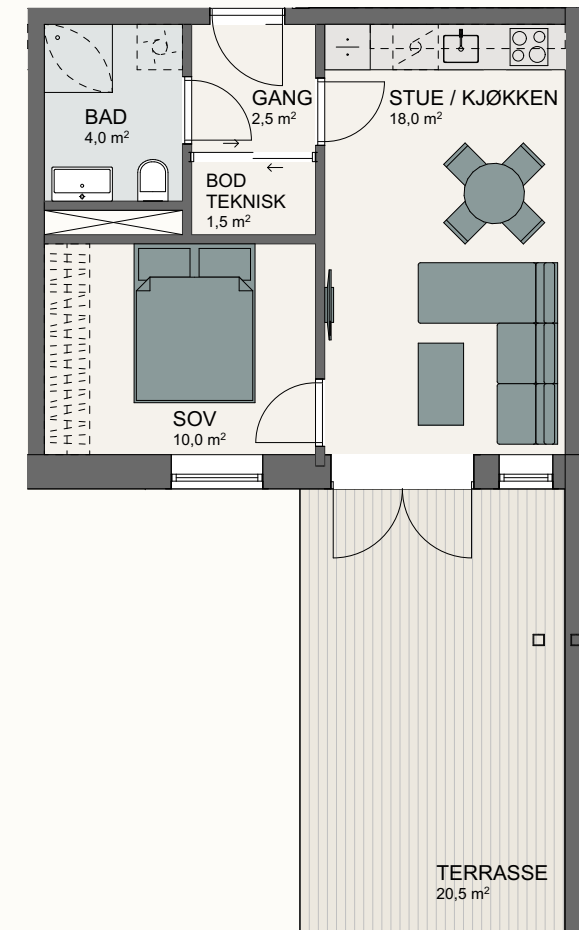 BAD
4,0 m²
GANG
2,5 m²
STUE / KJØKKEN
18,0 m²
BOD
TEKNISK
1,5 m²
SOV
10,0 m²
TERRASSE
20,5 m²